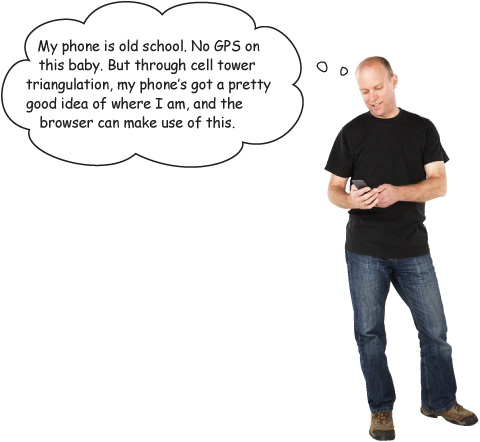 My phone is old school. No GPS on
this baby. But through cell tower
triangulation, my phone's got a pretty
good idea of where I am, and the
browser can make use of this.